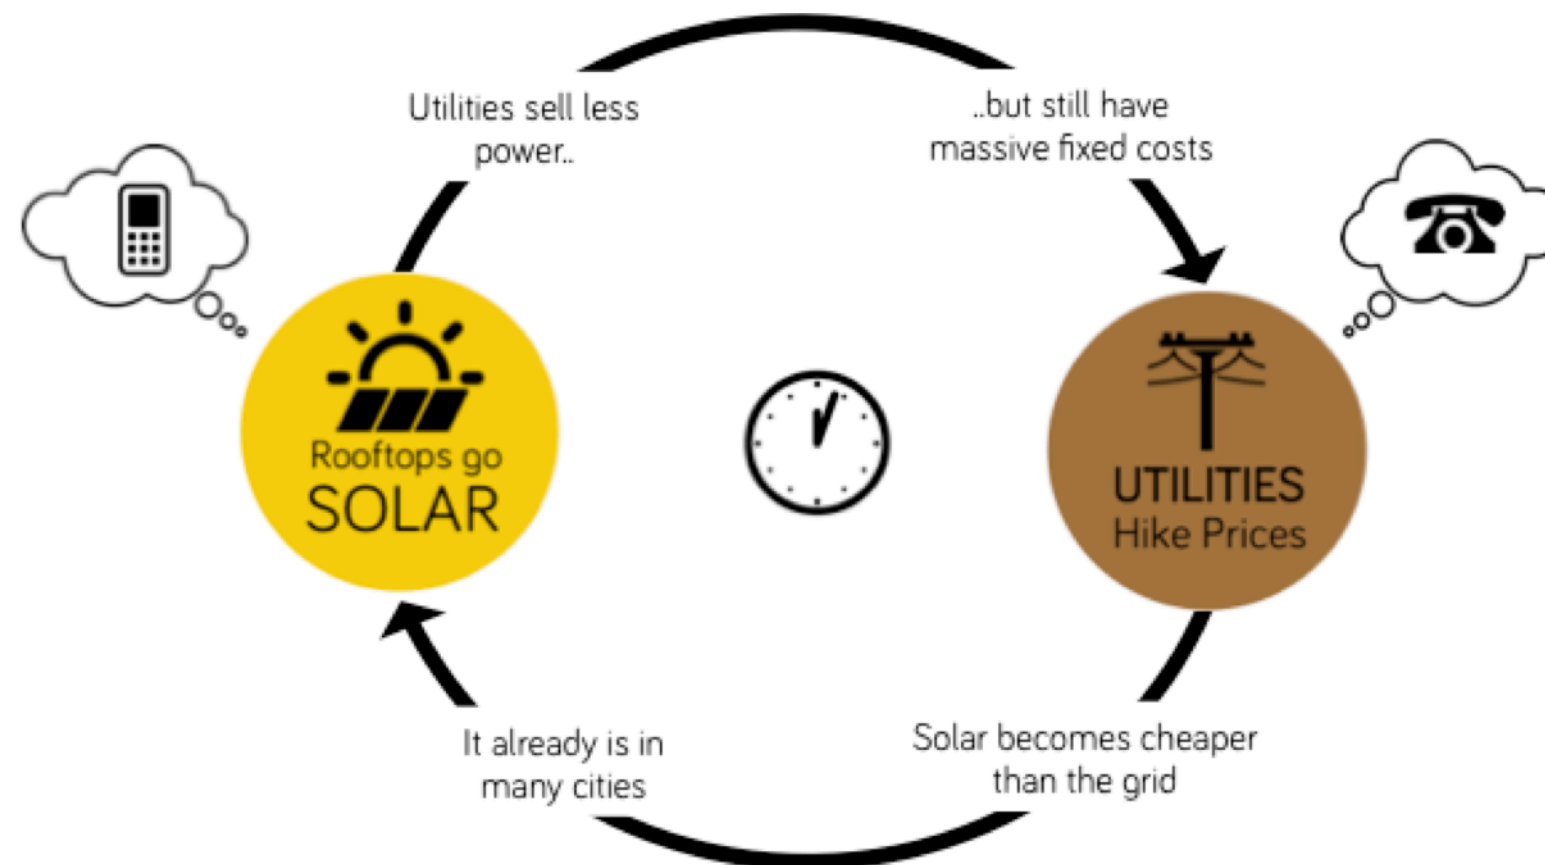 Utilities sell less
power..
..but still have
massive fixed costs
Rooftops go
SOLAR
UTILITIES
Hike Prices
Solar becomes cheaper
than the grid
It already is in
many cities